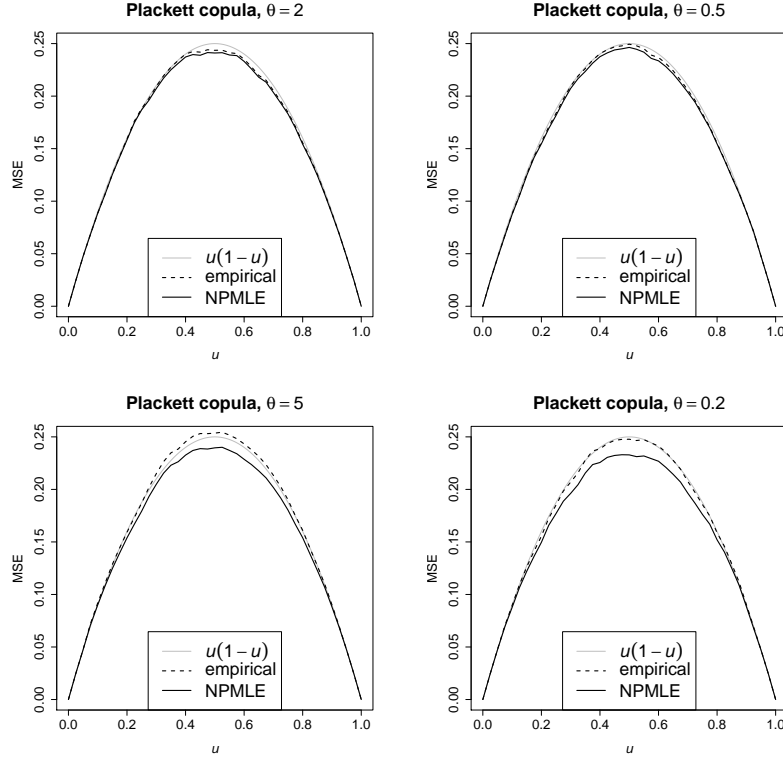 Plackett copula, θ = 2
MSE
0.00 0.05 0.10 0.15 0.20 0.25
u(1 − u)
empirical
NPMLE
0.0 0.2 0.4 0.6 0.8 1.0
u
Plackett copula, θ = 0.5
MSE
0.00 0.05 0.10 0.15 0.20 0.25
u(1 − u)
empirical
NPMLE
0.0 0.2 0.4 0.6 0.8 1.0
u
Plackett copula, θ = 5
MSE
0.00 0.05 0.10 0.15 0.20 0.25
u(1 − u)
empirical
NPMLE
0.0 0.2 0.4 0.6 0.8 1.0
u
Plackett copula, θ = 0.2
MSE
0.00 0.05 0.10 0.15 0.20 0.25
u(1 − u)
empirical
NPMLE
0.0 0.2 0.4 0.6 0.8 1.0
u